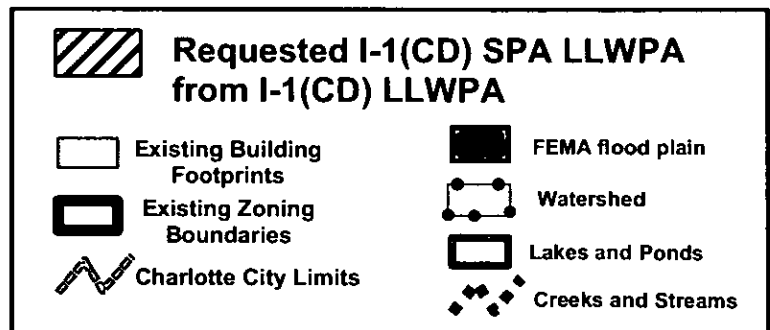 Requested I-1(CD) SPA LLWPA
from I-1(CD) LLWPA
Existing Building
Footprints
Existing Zoning
Boundaries
Charlotte City Limits
FEMA flood plain
Watershed
Lakes and Ponds
Creeks and Streams